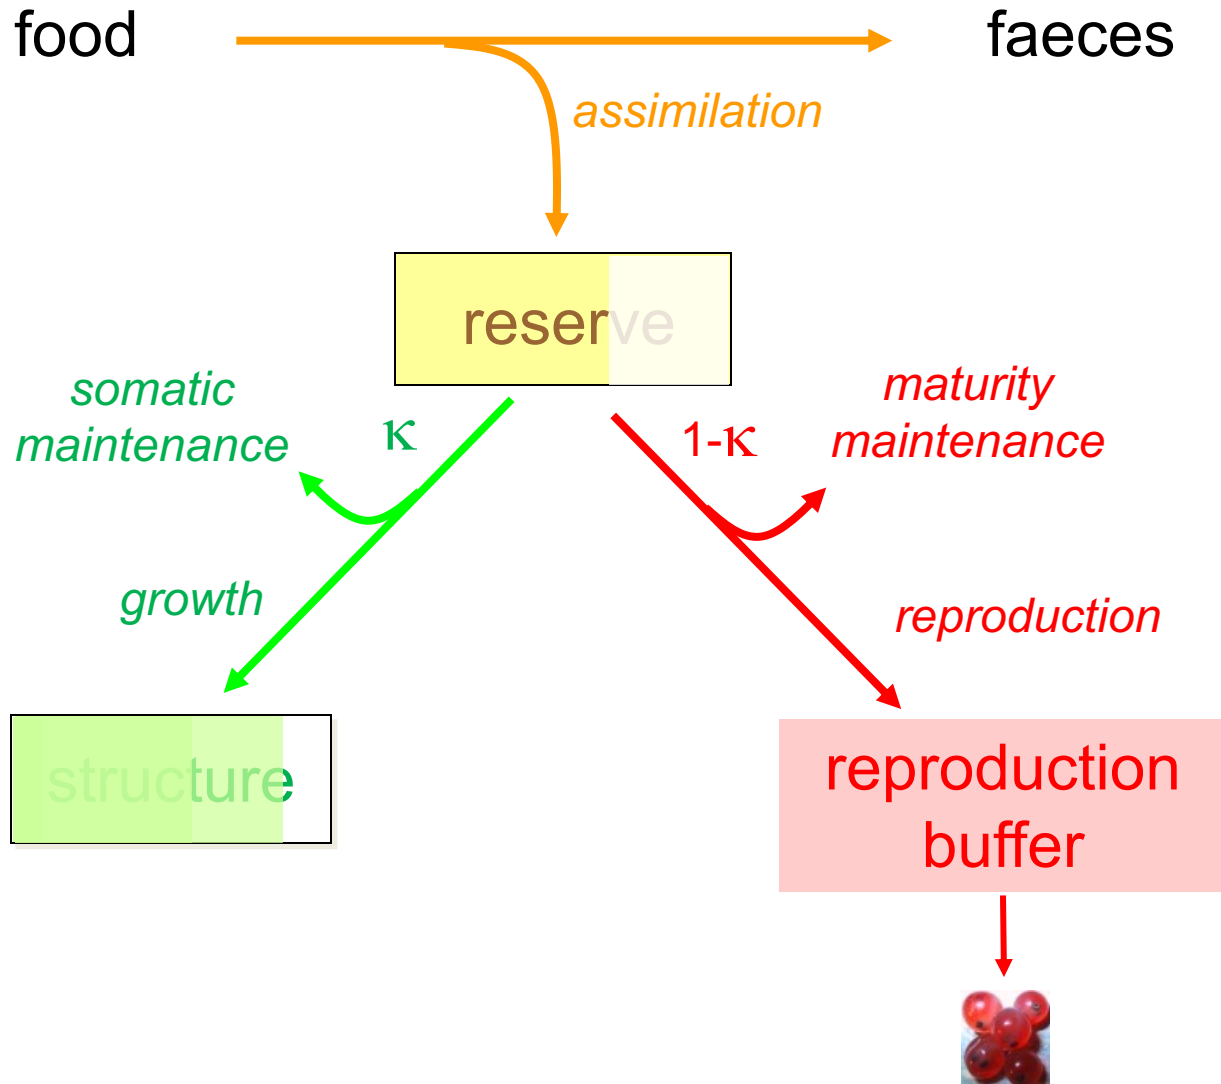 food
faeces
assimilation
reserve
somatic
maintenance
κ
1-κ
maturity
maintenance
growth
reproduction
structure
reproduction
buffer